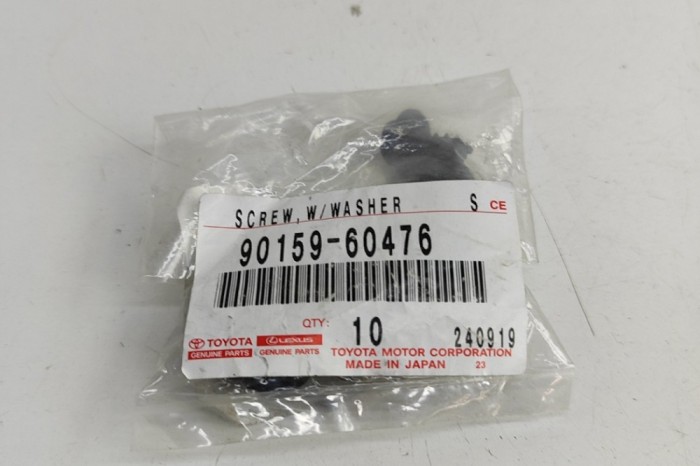 SCREW, W/WASHER S CE
90159-60476
QTY: 10 240919
TOYOTA LEXUS TOYOTA MOTOR CORPORATION
GENUINE PARTS GENUINE PARTS MADE IN JAPAN 23